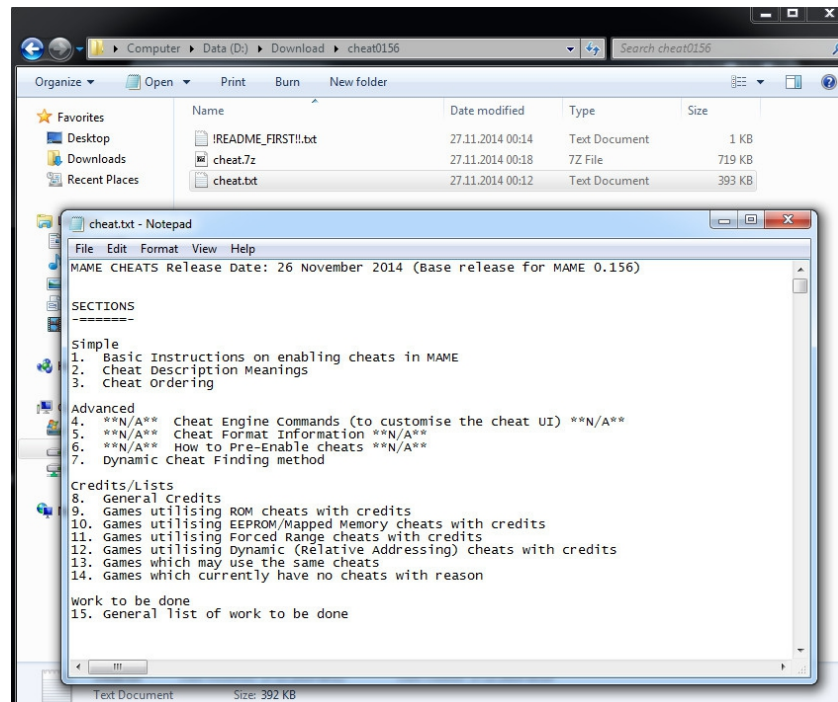 Computer ▸ Data (D:) ▸ Download ▸ cheat0156
Search cheat0156
Organize ▾ Open ▾ Print Burn New folder
Favorites
Desktop
Downloads
Recent Places
Name Date modified Type Size
!README_FIRST!!.txt 27.11.2014 00:14 Text Document 1 KB
cheat.7z 27.11.2014 00:18 7Z File 719 KB
cheat.txt 27.11.2014 00:12 Text Document 393 KB
cheat.txt - Notepad
File Edit Format View Help
MAME CHEATS Release Date: 26 November 2014 (Base release for MAME 0.156)
SECTIONS
-======-
Simple
1. Basic Instructions on enabling cheats in MAME
2. Cheat Description Meanings
3. Cheat Ordering
Advanced
4. **N/A** Cheat Engine Commands (to customise the cheat UI) **N/A**
5. **N/A** Cheat Format Information **N/A**
6. **N/A** How to Pre-Enable cheats **N/A**
7. Dynamic Cheat Finding method
Credits/Lists
8. General Credits
9. Games utilising ROM cheats with credits
10. Games utilising EEPROM/Mapped Memory cheats with credits
11. Games utilising Forced Range cheats with credits
12. Games utilising Dynamic (Relative Addressing) cheats with credits
13. Games which may use the same cheats
14. Games which currently have no cheats with reason
Work to be done
15. General list of work to be done
Text Document Size: 392 KB